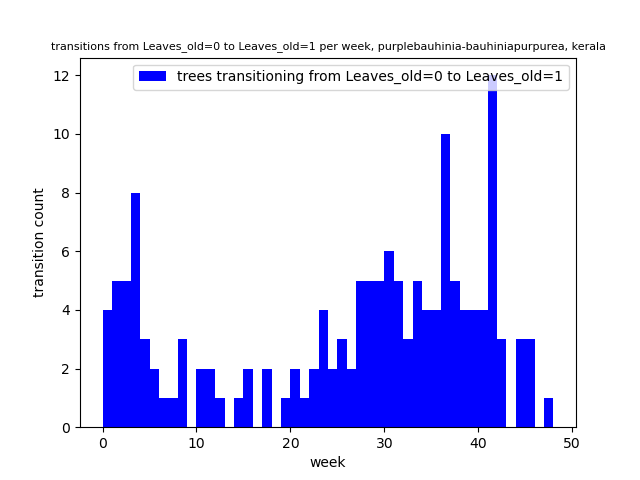 transitions from Leaves_old=0 to Leaves_old=1 per week, purplebauhinia-bauhiniapurpurea, kerala
trees transitioning from Leaves_old=0 to Leaves_old=1
transition count
12
10
8
6
4
2
0
0 10 20 30 40 50
week